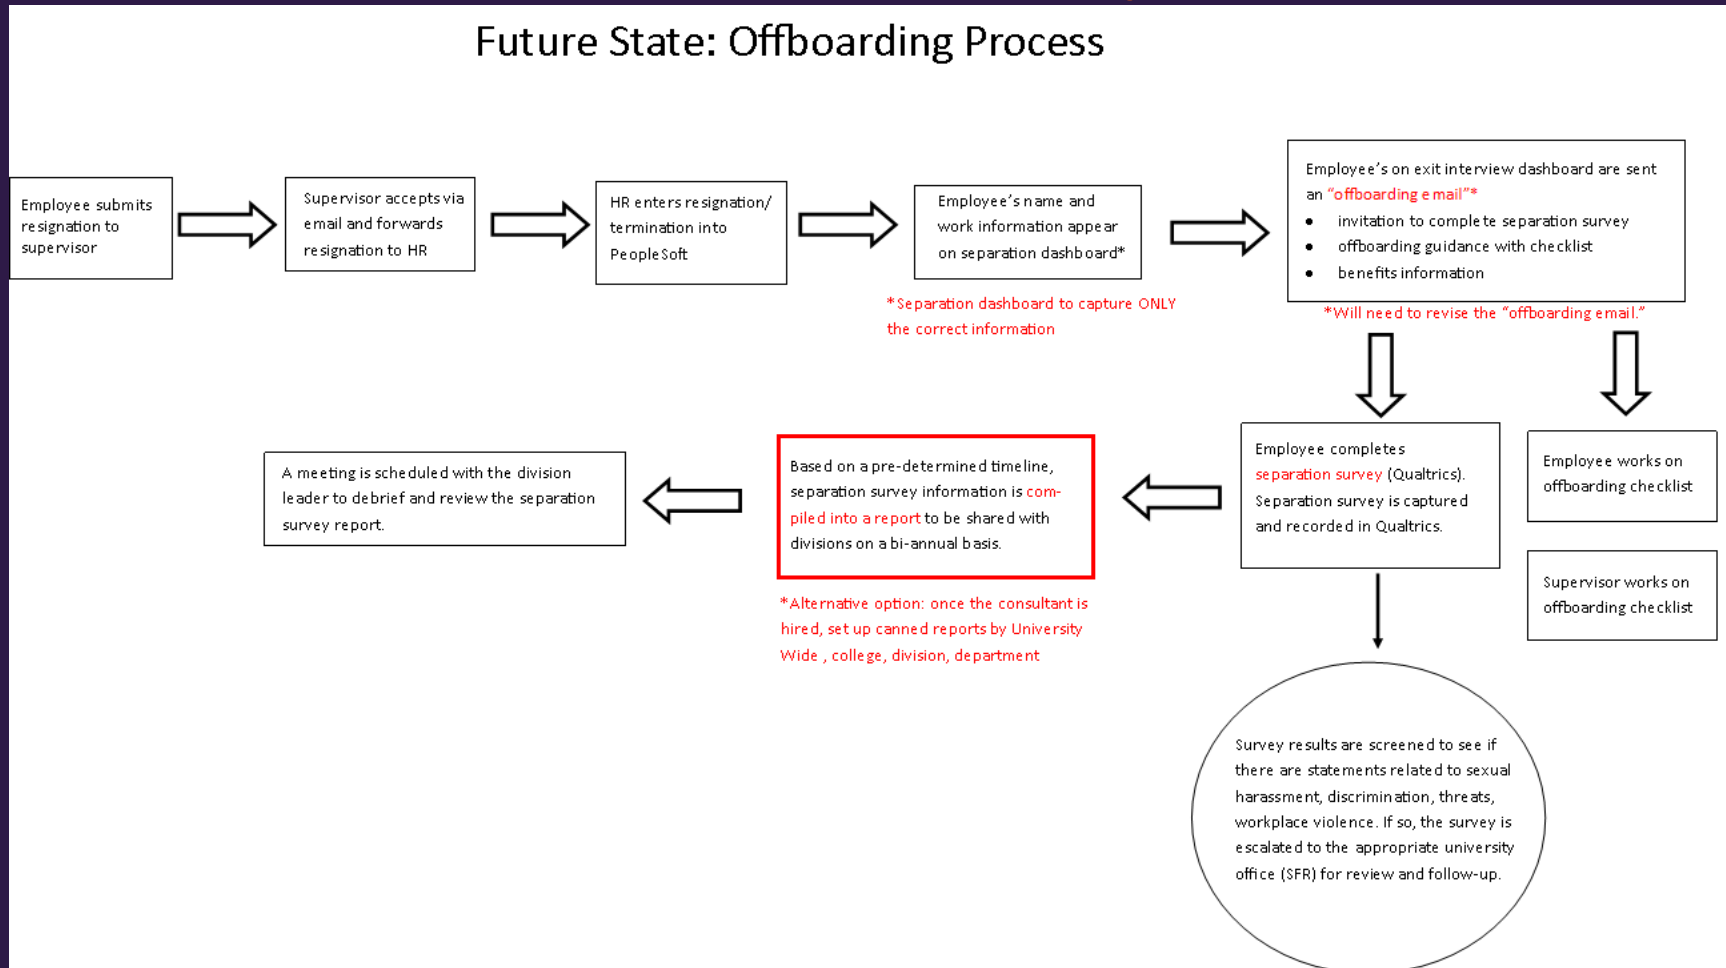 Future State: Offboarding Process
Employee submits
resignation to
supervisor
Supervisor accepts via
email and forwards
resignation to HR
HR enters resignation/
termination into
PeopleSoft
Employee's name and
work information appear
on separation dashboard*
*Separation dashboard to capture ONLY
the correct information
Employee's on exit interview dashboard are sent
an "offboarding email"*
• invitation to complete separation survey
• offboarding guidance with checklist
• benefits information
*Will need to revise the "offboarding email."
A meeting is scheduled with the division
leader to debrief and review the separation
survey report.
Based on a pre-determined timeline,
separation survey information is com-
piled into a report to be shared with
divisions on a bi-annual basis.
*Alternative option: once the consultant is
hired, set up canned reports by University
Wide , college, division, department
Employee completes
separation survey (Qualtrics).
Separation survey is captured
and recorded in Qualtrics.
Employee works on
offboarding checklist
Supervisor works on
offboarding checklist
Survey results are screened to see if
there are statements related to sexual
harassment, discrimination, threats,
workplace violence. If so, the survey is
escalated to the appropriate university
office (SFR) for review and follow-up.